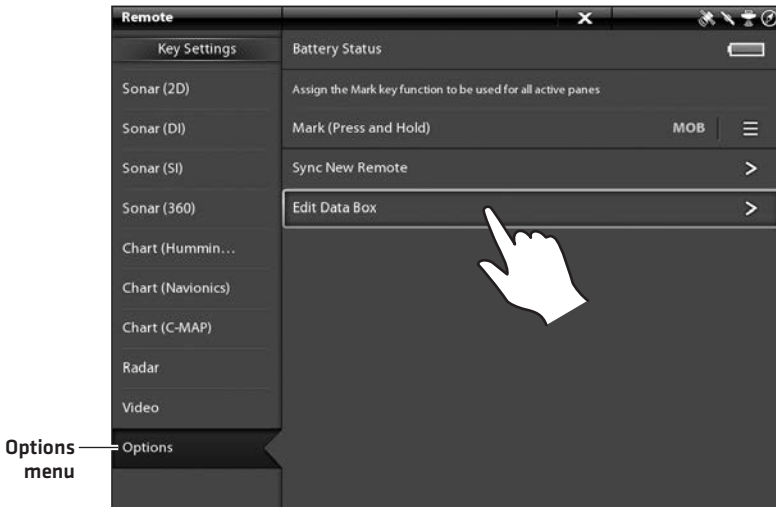 Remote
X
Key Settings
Sonar (2D)
Sonar (DI)
Sonar (SI)
Sonar (360)
Chart (Hummin…
Chart (Navionics)
Chart (C-MAP)
Radar
Video
Options
Battery Status
Assign the Mark key function to be used for all active panes
Mark (Press and Hold) MOB
Sync New Remote >
Edit Data Box >
Options
menu